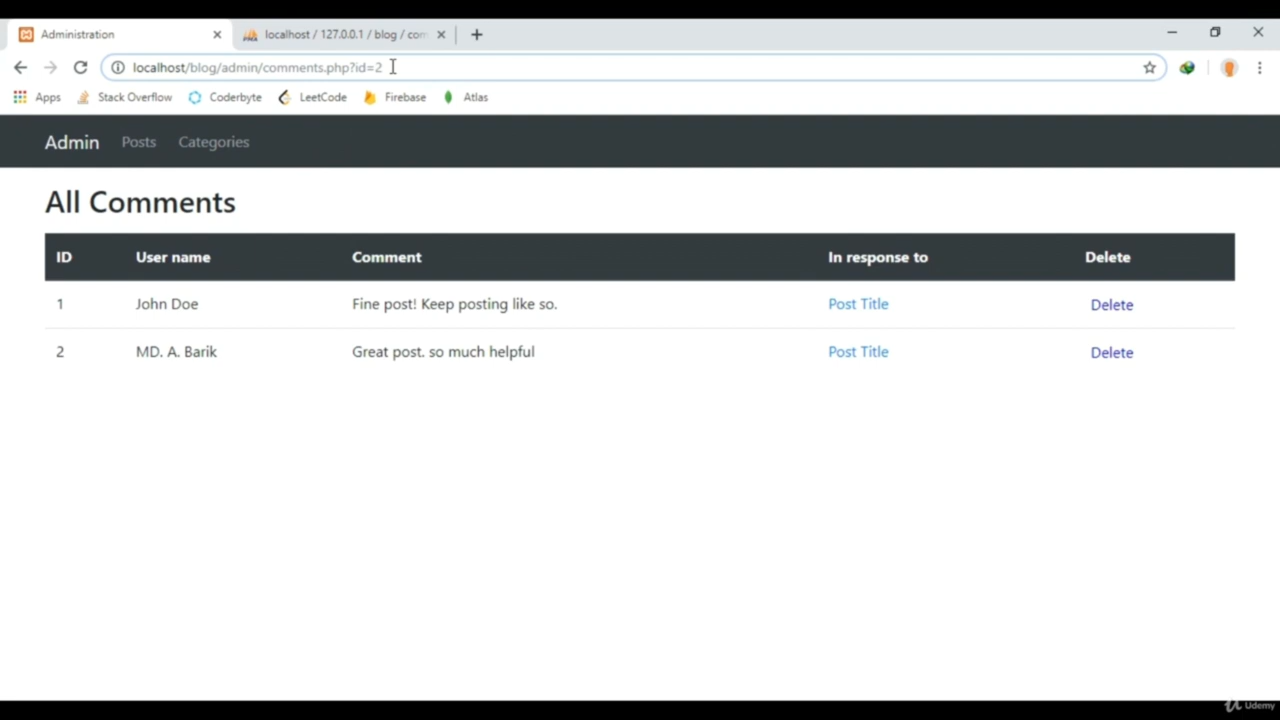 Administration
localhost / 127.0.0.1 / blog / com
localhost/blog/admin/comments.php?id=2
Apps Stack Overflow Coderbyte LeetCode Firebase Atlas
Admin Posts Categories
All Comments
ID User name Comment In response to Delete
1 John Doe Fine post! Keep posting like so. Post Title Delete
2 MD. A. Barik Great post. so much helpful Post Title Delete
Udemy